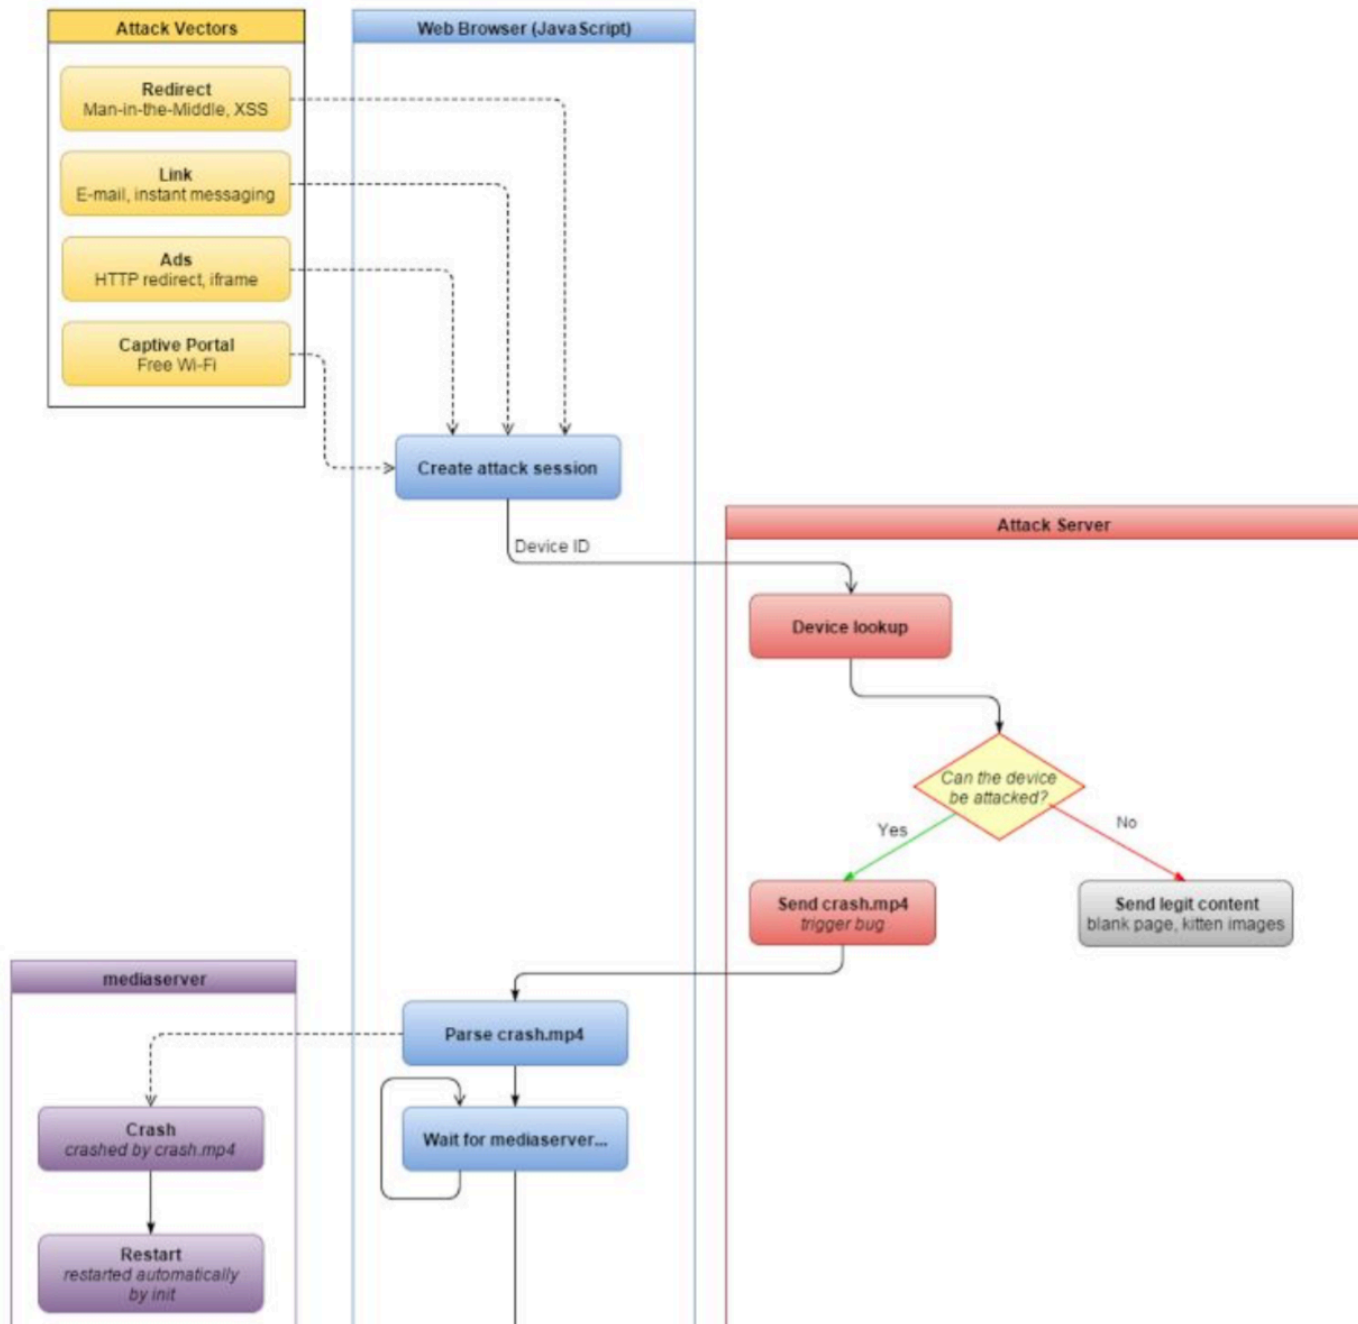 Attack Vectors
Redirect
Man-in-the-Middle, XSS
Link
E-mail, instant messaging
Ads
HTTP redirect, iframe
Captive Portal
Free Wi-Fi
Web Browser (JavaScript)
Create attack session
Device ID
Attack Server
Device lookup
Can the device
be attacked?
Yes
No
Send crash.mp4
trigger bug
Send legit content
blank page, kitten images
mediaserver
Parse crash.mp4
Crash
crashed by crash.mp4
Wait for mediaserver...
Restart
restarted automatically
by init